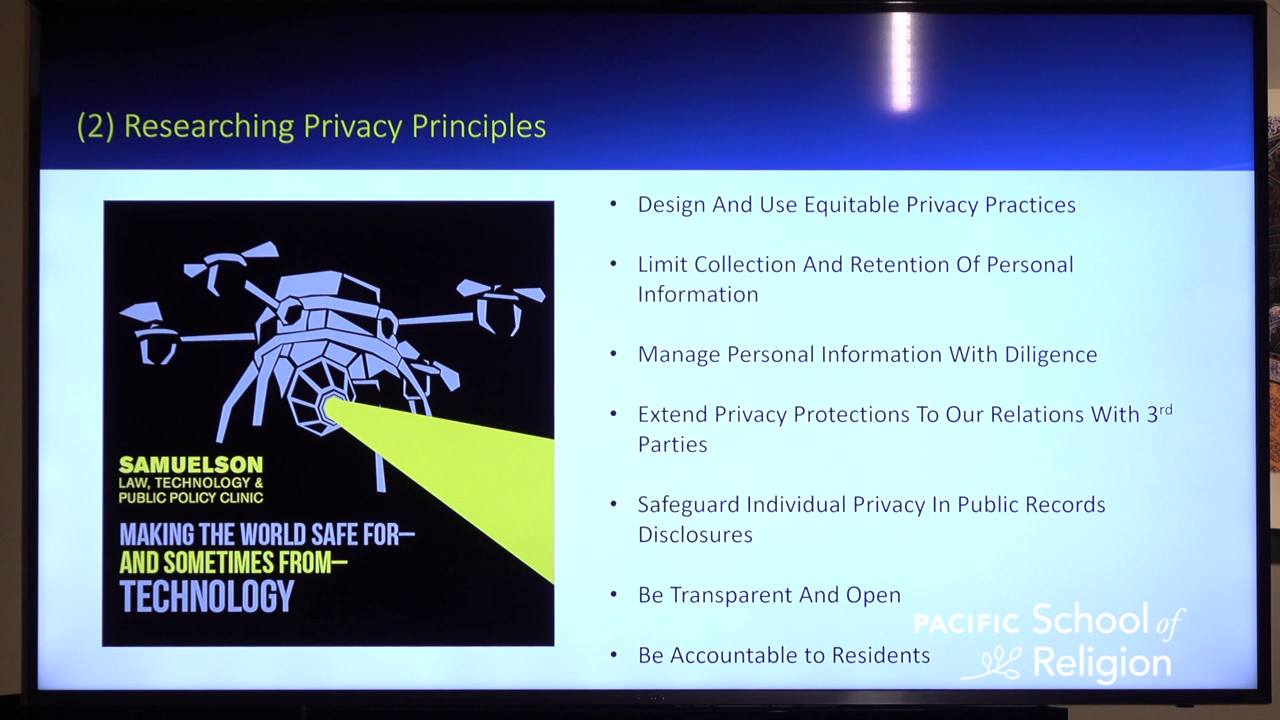 (2) Researching Privacy Principles
SAMUELSON
LAW, TECHNOLOGY &
PUBLIC POLICY CLINIC
MAKING THE WORLD SAFE FOR—
AND SOMETIMES FROM—
TECHNOLOGY
• Design And Use Equitable Privacy Practices
• Limit Collection And Retention Of Personal
Information
• Manage Personal Information With Diligence
• Extend Privacy Protections To Our Relations With 3rd
Parties
• Safeguard Individual Privacy In Public Records
Disclosures
• Be Transparent And Open
• Be Accountable to Residents
PACIFIC School of
Religion